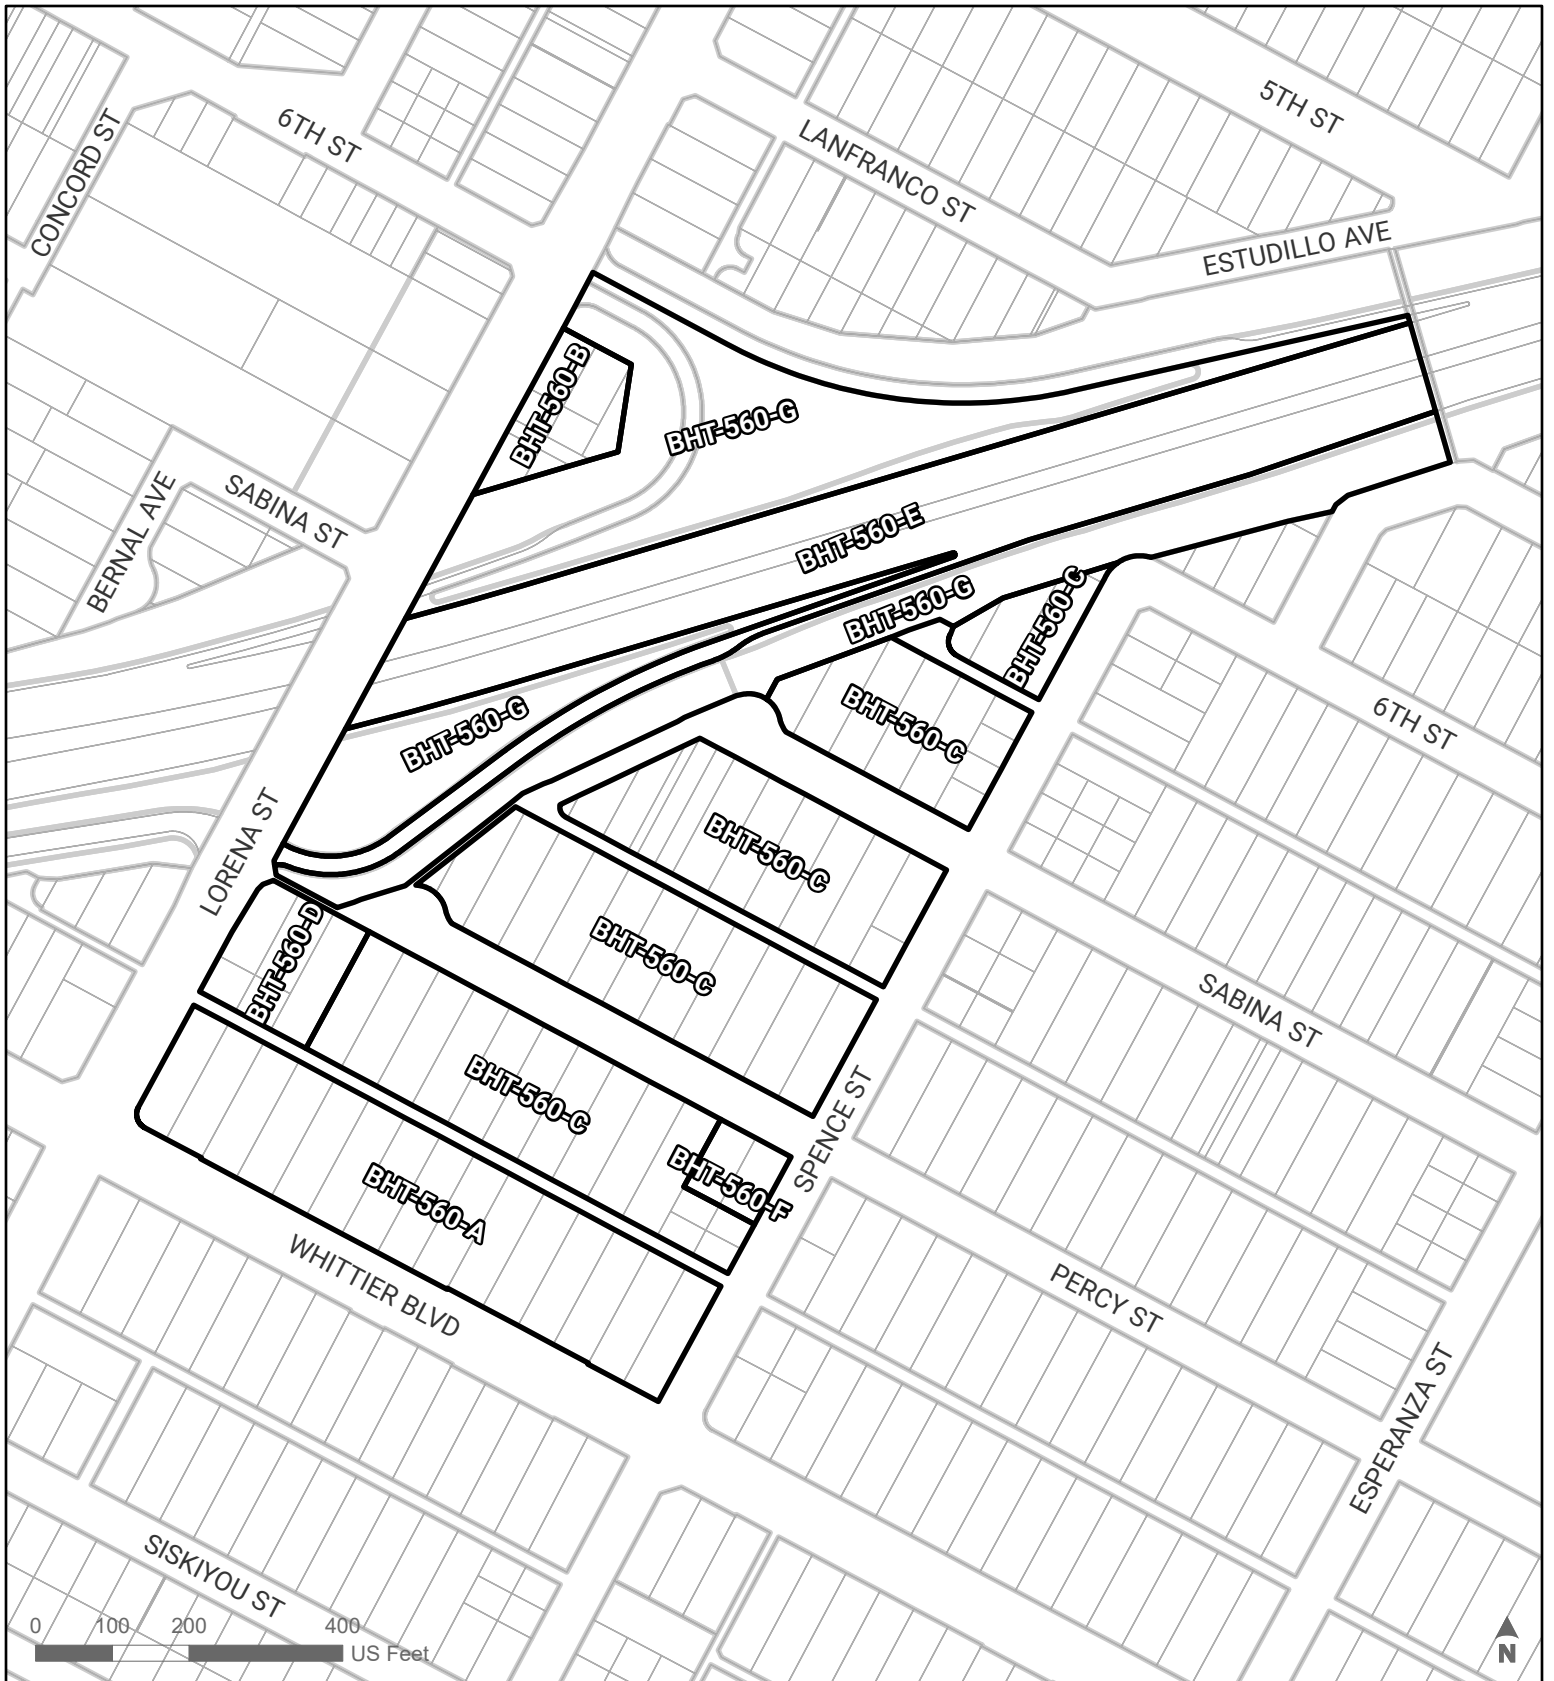 5TH ST
6TH ST
CONCORD ST
LANFRANCO ST
ESTUDILLO AVE
BHT-560-B
BHT-560-G
SABINA ST
BERNAL AVE
BHT-560-E
BHT-560-G
BHT-560-C
BHT-560-G
BHT-560-C
6TH ST
LORENA ST
BHT-560-C
BHT-560-C
BHT-560-D
SABINA ST
BHT-560-C
SPENCE ST
BHT-560-F
BHT-560-A
WHITTIER BLVD
PERCY ST
ESPERANZA ST
SISKIYOU ST
0 100 200 400
US Feet
N